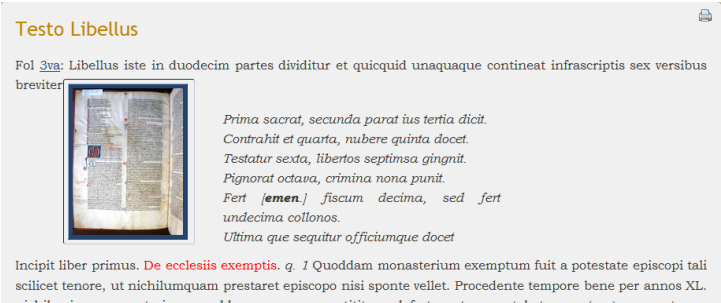 Testo Libellus
Fol 3va: Libellus iste in duodecim partes dividitur et quicquid unaquaque contineat infrascriptis sex versibus
breviter
Prima sacrat, secunda parat ius tertia dicit.
Contrahit et quarta, nubere quinta docet.
Testatur sexta, libertos septimsa gingnit.
Pignorat octava, crimina nona punit.
Fert [emen.] fiscum decima, sed fert
undecima collonos.
Ultima que sequitur officiumque docet
Incipit liber primus. De ecclesiis exemptis. q. 1 Quoddam monasterium exemptum fuit a potestate episcopi tali
scilicet tenore, ut nichilumquam prestaret episcopo nisi sponte vellet. Procedente tempore bene per annos XL.